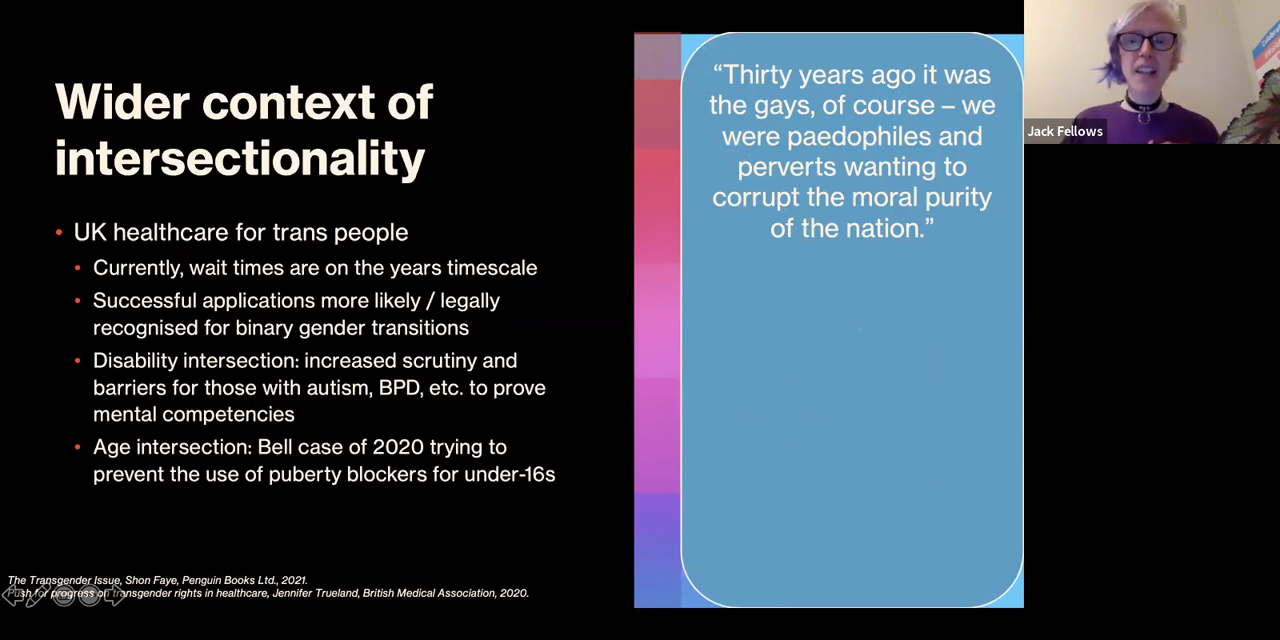 Wider context of
intersectionality
• UK healthcare for trans people
• Currently, wait times are on the years timescale
• Successful applications more likely / legally
recognised for binary gender transitions
• Disability intersection: increased scrutiny and
barriers for those with autism, BPD, etc. to prove
mental competencies
• Age intersection: Bell case of 2020 trying to
prevent the use of puberty blockers for under-16s
The Transgender Issue, Shon Faye, Penguin Books Ltd., 2021.
Push for progress on transgender rights in healthcare, Jennifer Trueland, British Medical Association, 2020.
“Thirty years ago it was
the gays, of course – we
were paedophiles and
perverts wanting to
corrupt the moral purity
of the nation.”
Jack Fellows